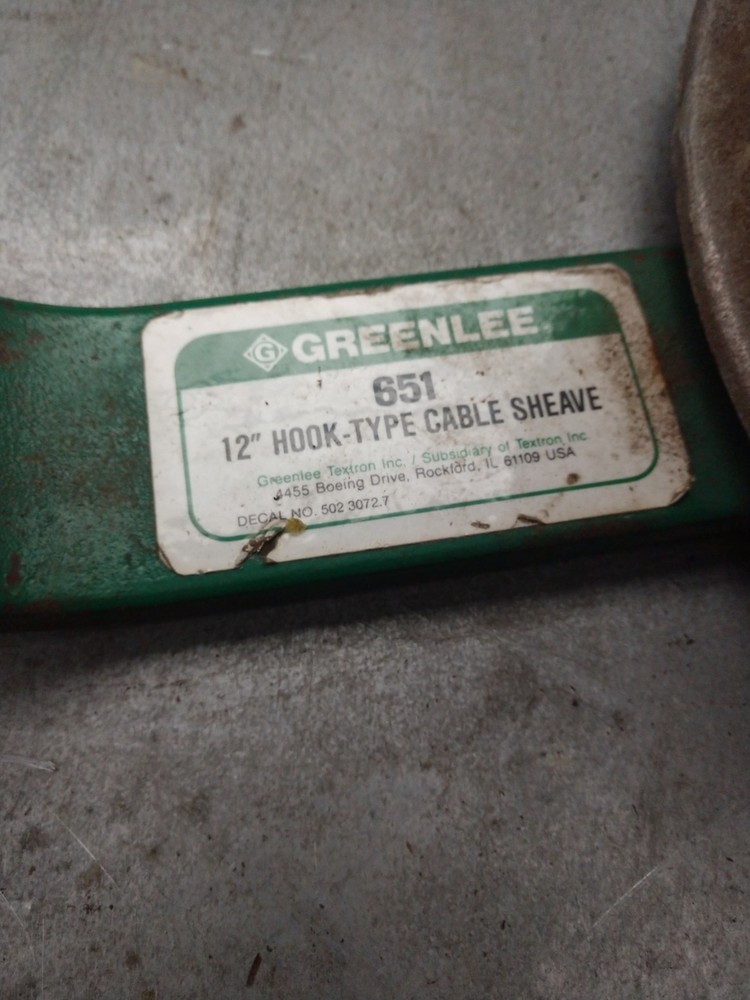 G GREENLEE
651
12" HOOK-TYPE CABLE SHEAVE
Greenlee Textron Inc. / Subsidiary of Textron Inc.
4455 Boeing Drive, Rockford, IL 61109 USA
DECAL NO. 502 3072.7